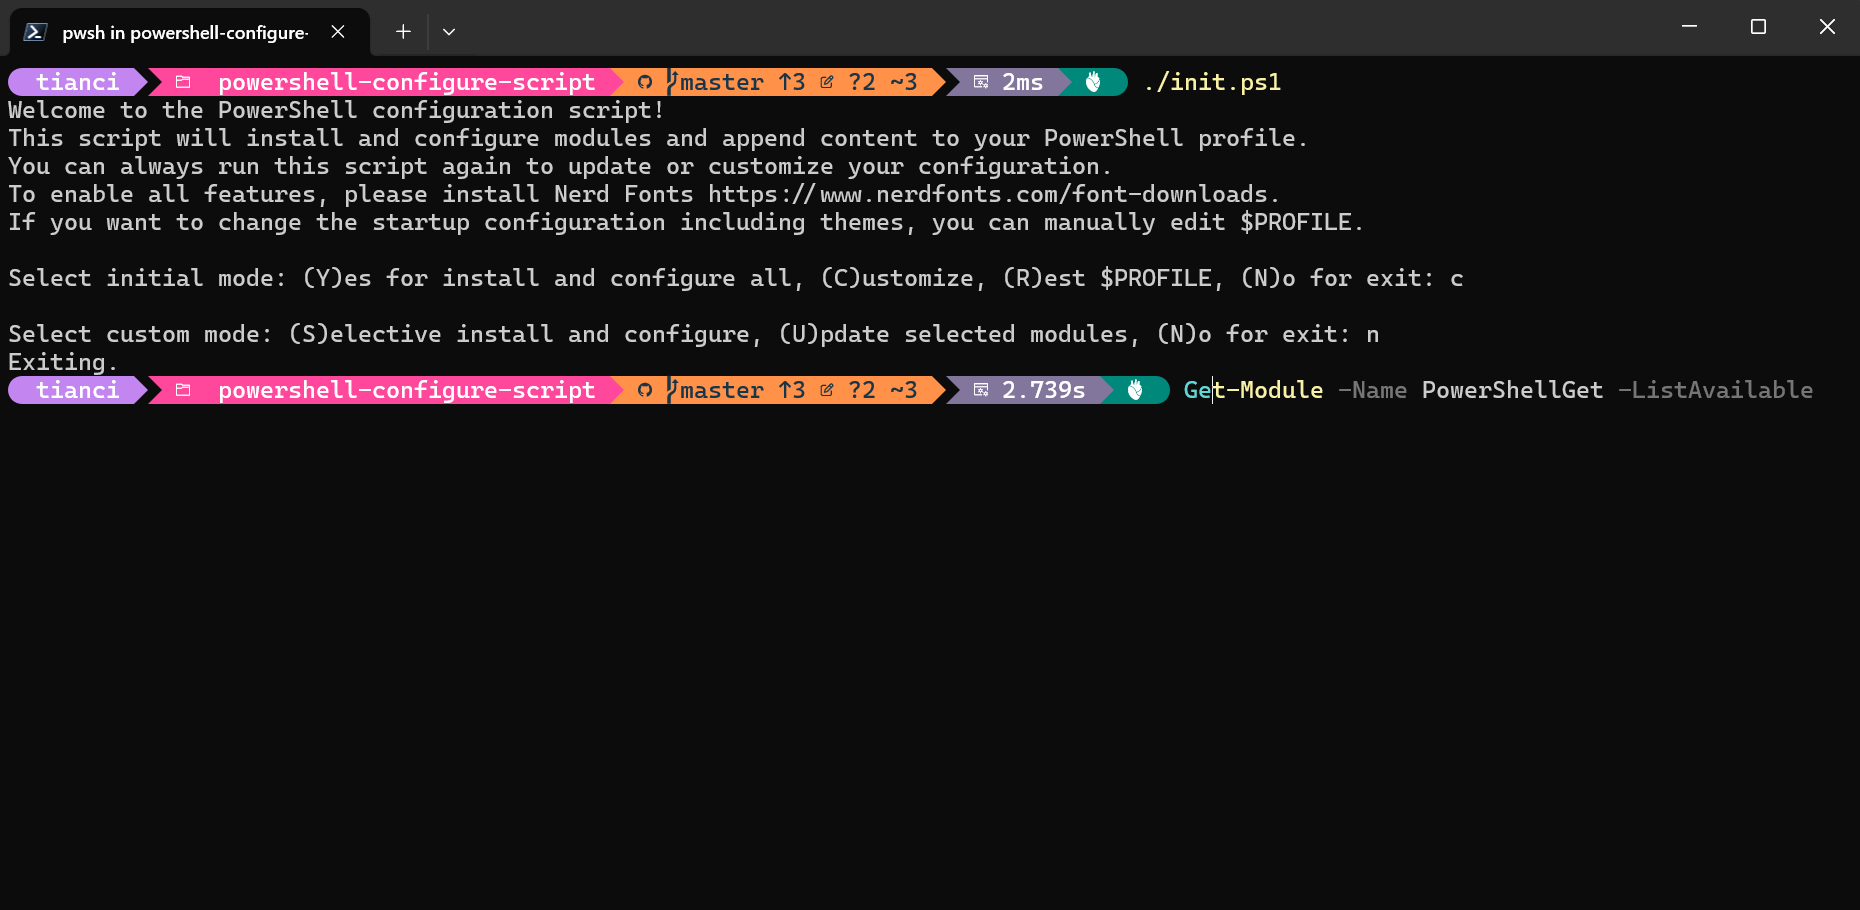 pwsh in powershell-configure-
tianci powershell-configure-script master ↑3 ?2 ~3 2ms ./init.ps1
Welcome to the PowerShell configuration script!
This script will install and configure modules and append content to your PowerShell profile.
You can always run this script again to update or customize your configuration.
To enable all features, please install Nerd Fonts https://www.nerdfonts.com/font-downloads.
If you want to change the startup configuration including themes, you can manually edit $PROFILE.
Select initial mode: (Y)es for install and configure all, (C)ustomize, (R)est $PROFILE, (N)o for exit: c
Select custom mode: (S)elective install and configure, (U)pdate selected modules, (N)o for exit: n
Exiting.
tianci powershell-configure-script master ↑3 ?2 ~3 2.739s Get-Module -Name PowerShellGet -ListAvailable